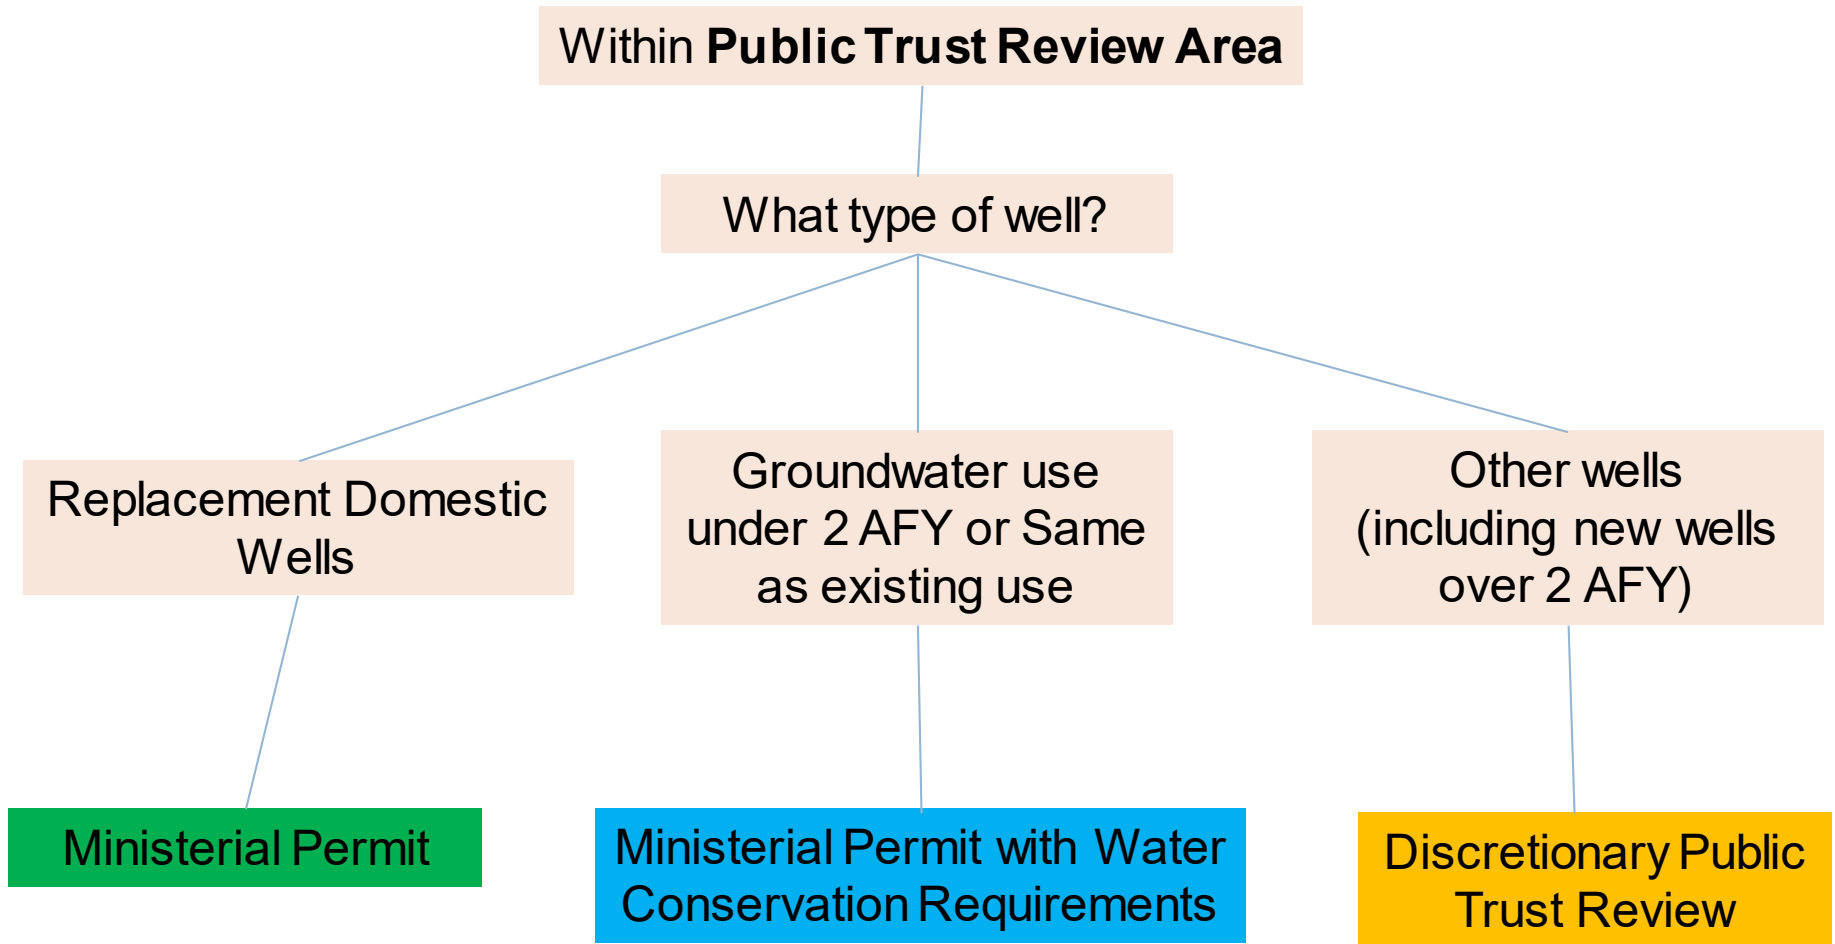 Within Public Trust Review Area
What type of well?
Replacement Domestic
Wells
Groundwater use
under 2 AFY or Same
as existing use
Other wells
(including new wells
over 2 AFY)
Ministerial Permit
Ministerial Permit with Water
Conservation Requirements
Discretionary Public
Trust Review